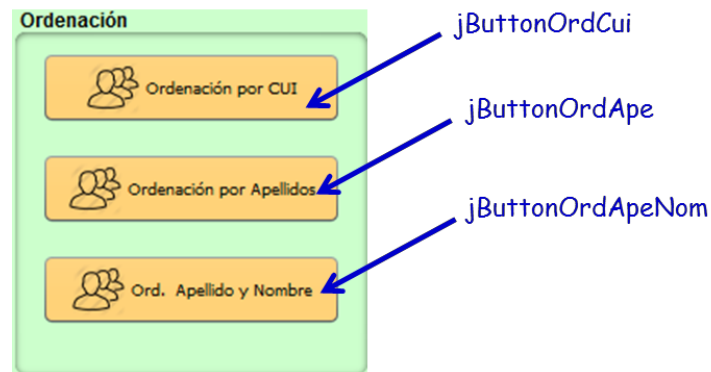 Ordenación
jButtonOrdCui
Ordenación por CUI
jButtonOrdApe
Ordenación por Apellidos
jButtonOrdApeNom
Ord. Apellido y Nombre